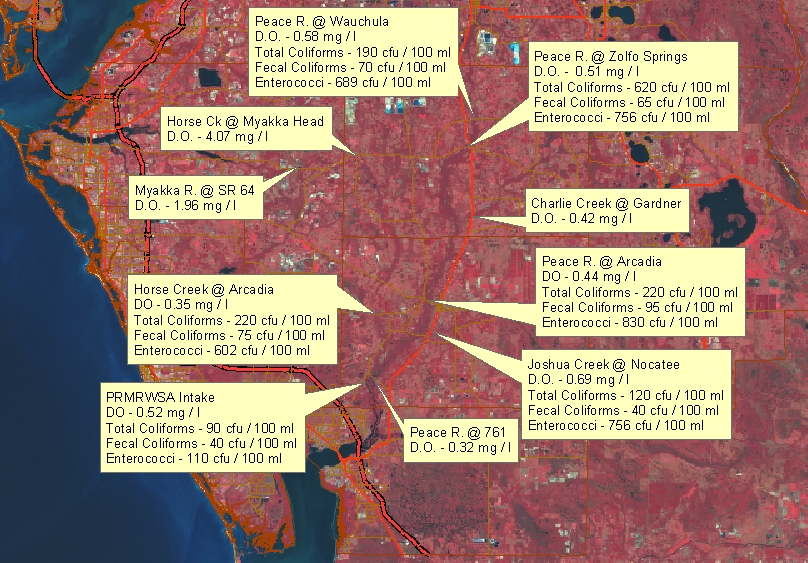 Peace R. @ Wauchula
D.O. - 0.58 mg / l
Total Coliforms - 190 cfu / 100 ml
Fecal Coliforms - 70 cfu / 100 ml
Enterococci - 689 cfu / 100 ml
Peace R. @ Zolfo Springs
D.O. - 0.51 mg / l
Total Coliforms - 620 cfu / 100 ml
Fecal Coliforms - 65 cfu / 100 ml
Enterococci - 756 cfu / 100 ml
Horse Ck @ Myakka Head
D.O. - 4.07 mg / l
Myakka R. @ SR 64
D.O. - 1.96 mg / l
Charlie Creek @ Gardner
D.O. - 0.42 mg / l
Peace R. @ Arcadia
DO - 0.44 mg / l
Total Coliforms - 220 cfu / 100 ml
Fecal Coliforms - 95 cfu / 100 ml
Enterococci - 830 cfu / 100 ml
Horse Creek @ Arcadia
DO - 0.35 mg / l
Total Coliforms - 220 cfu / 100 ml
Fecal Coliforms - 75 cfu / 100 ml
Enterococci - 602 cfu / 100 ml
Joshua Creek @ Nocatee
D.O. - 0.69 mg / l
Total Coliforms - 120 cfu / 100 ml
Fecal Coliforms - 40 cfu / 100 ml
Enterococci - 756 cfu / 100 ml
PRMRWSA Intake
DO - 0.52 mg / l
Total Coliforms - 90 cfu / 100 ml
Fecal Coliforms - 40 cfu / 100 ml
Enterococci - 110 cfu / 100 ml
Peace R. @ 761
D.O. - 0.32 mg / l